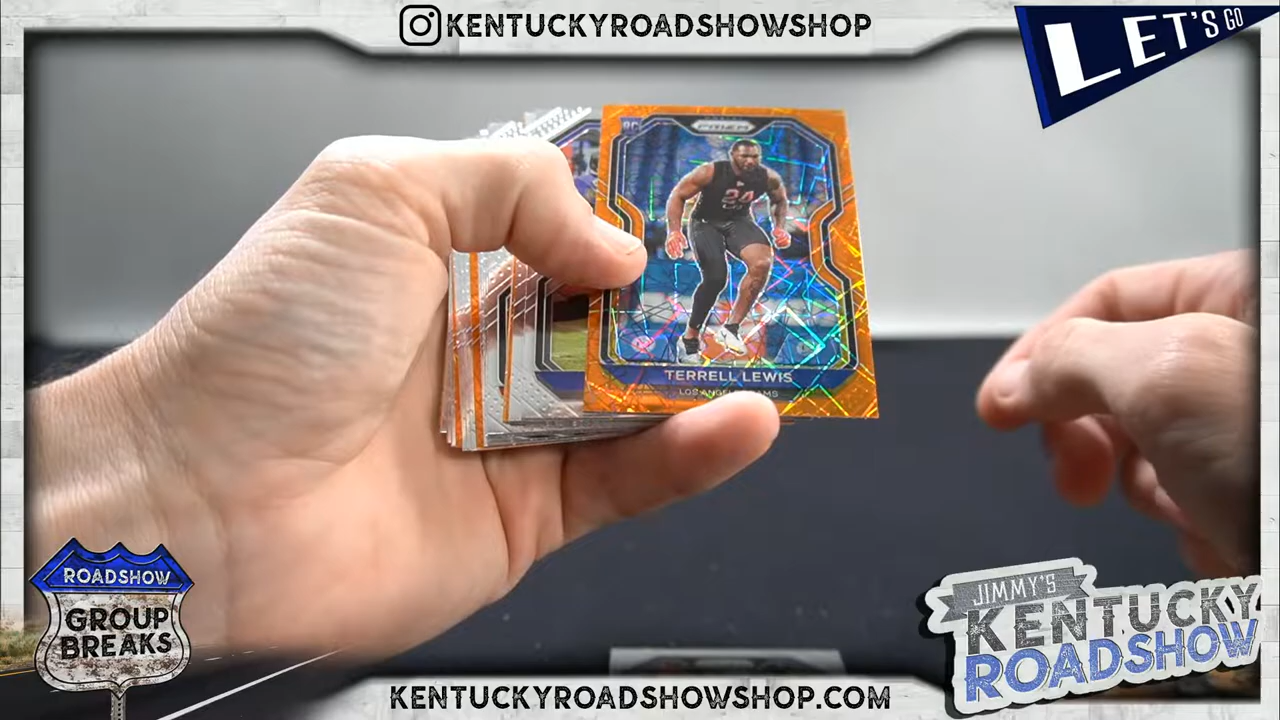 KENTUCKYROADSHOWSHOP
LET'S GO
RC
PRIZM
24
TERRELL LEWIS
LOS ANGELES RAMS
ROADSHOW
GROUP
BREAKS
JIMMY'S
KENTUCKY
ROADSHOW
KENTUCKYROADSHOWSHOP.COM